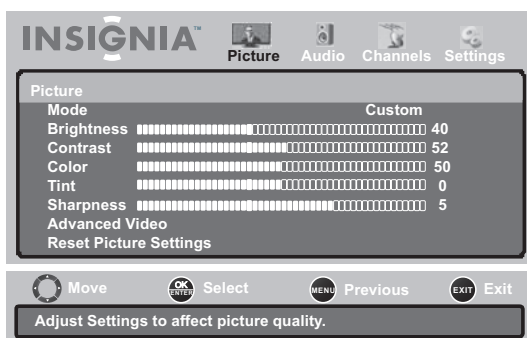 INSIGNIA™
Picture Audio Channels Settings
Picture
Mode Custom
Brightness 40
Contrast 52
Color 50
Tint 0
Sharpness 5
Advanced Video
Reset Picture Settings
Move OK ENTER Select MENU Previous EXIT Exit
Adjust Settings to affect picture quality.